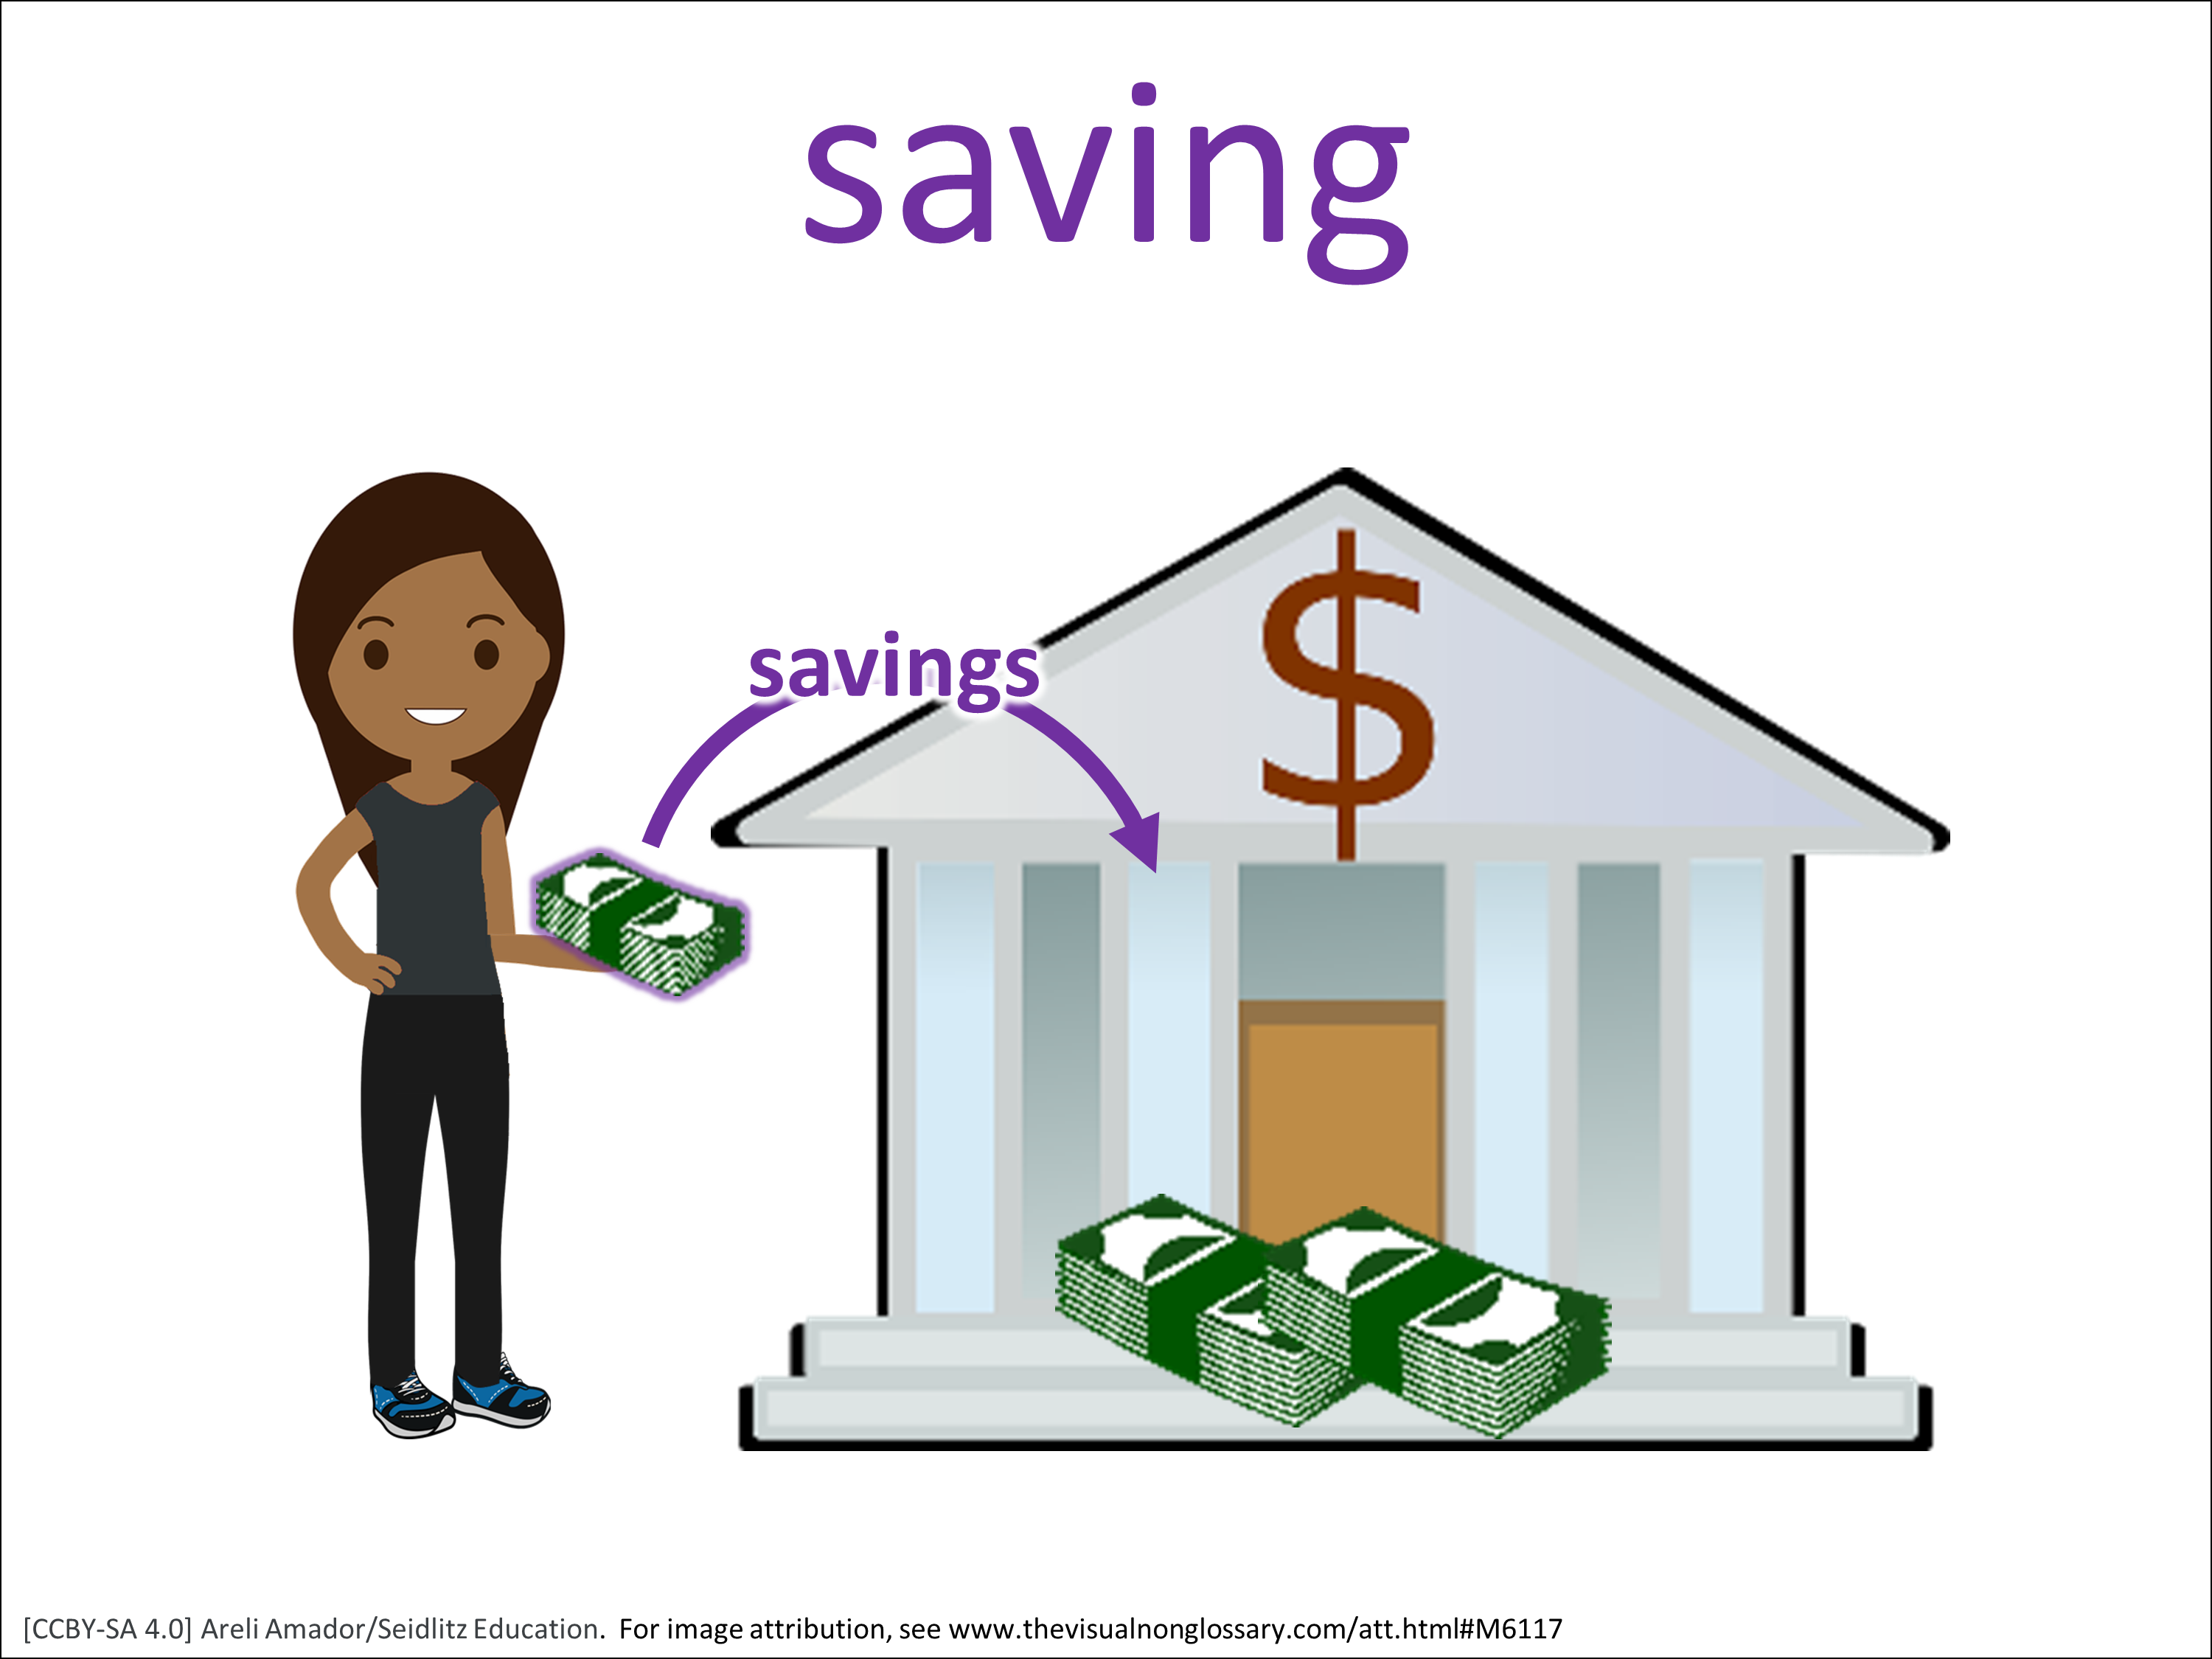 saving
savings
$
[CCBY-SA 4.0] Areli Amador/Seidlitz Education.  For image attribution, see www.thevisualnonglossary.com/att.html#M6117